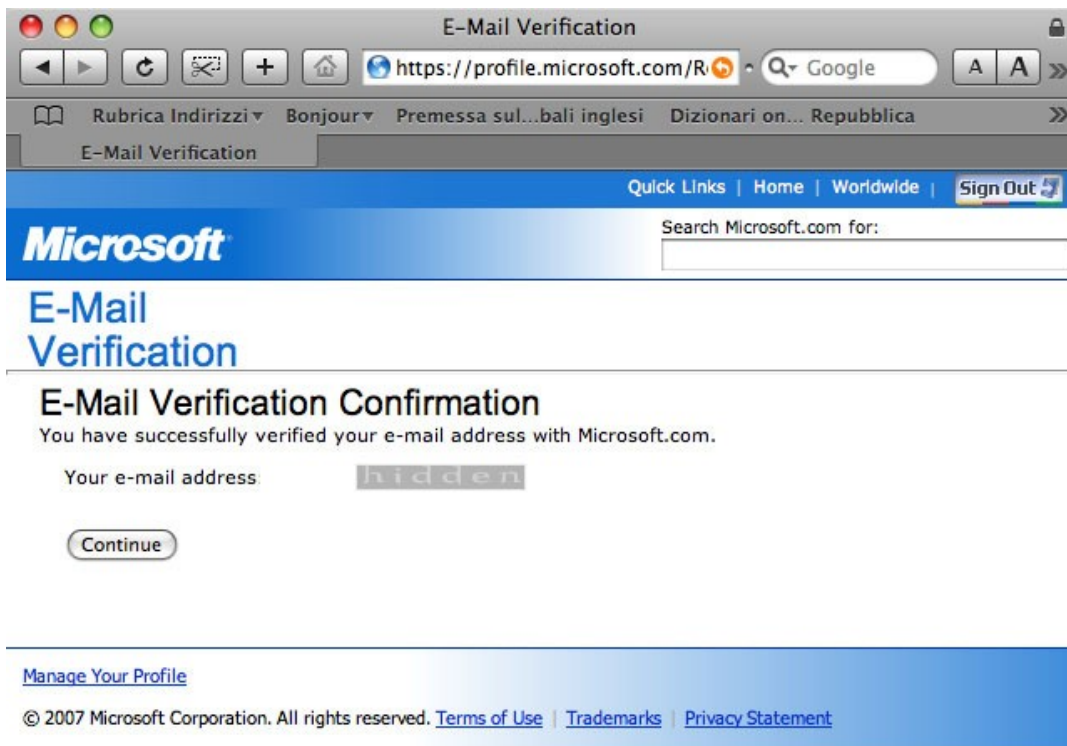 E-Mail Verification
https://profile.microsoft.com/R
Google
A A
Rubrica Indirizzi Bonjour Premessa sul...bali inglesi Dizionari on... Repubblica
E-Mail Verification
Quick Links | Home | Worldwide | Sign Out
Microsoft
Search Microsoft.com for:
E-Mail
Verification
E-Mail Verification Confirmation
You have successfully verified your e-mail address with Microsoft.com.
Your e-mail address: hidden
Continue
Manage Your Profile
© 2007 Microsoft Corporation. All rights reserved. Terms of Use | Trademarks | Privacy Statement